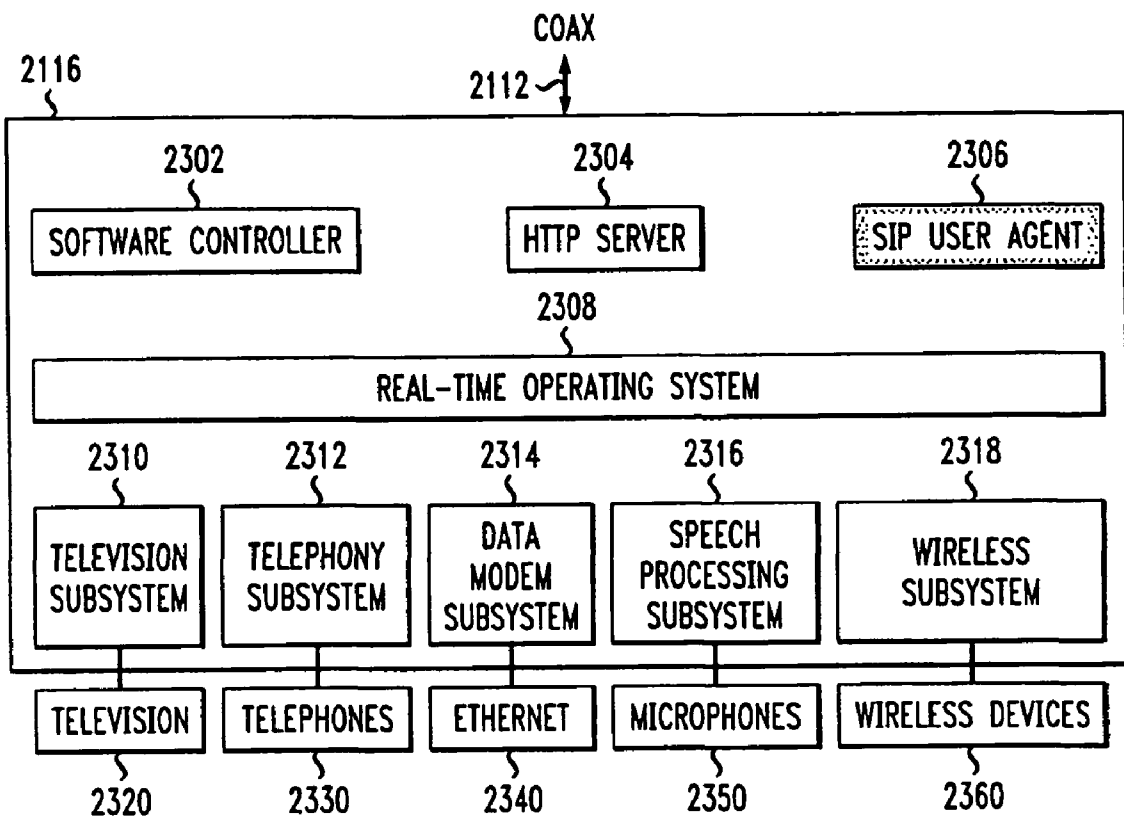 COAX
2116
2112
2302
2304
2306
SOFTWARE CONTROLLER
HTTP SERVER
SIP USER AGENT
2308
REAL-TIME OPERATING SYSTEM
2310
2312
2314
2316
2318
TELEVISION
SUBSYSTEM
TELEPHONY
SUBSYSTEM
DATA
MODEM
SUBSYSTEM
SPEECH
PROCESSING
SUBSYSTEM
WIRELESS
SUBSYSTEM
TELEVISION
TELEPHONES
ETHERNET
MICROPHONES
WIRELESS DEVICES
2320
2330
2340
2350
2360